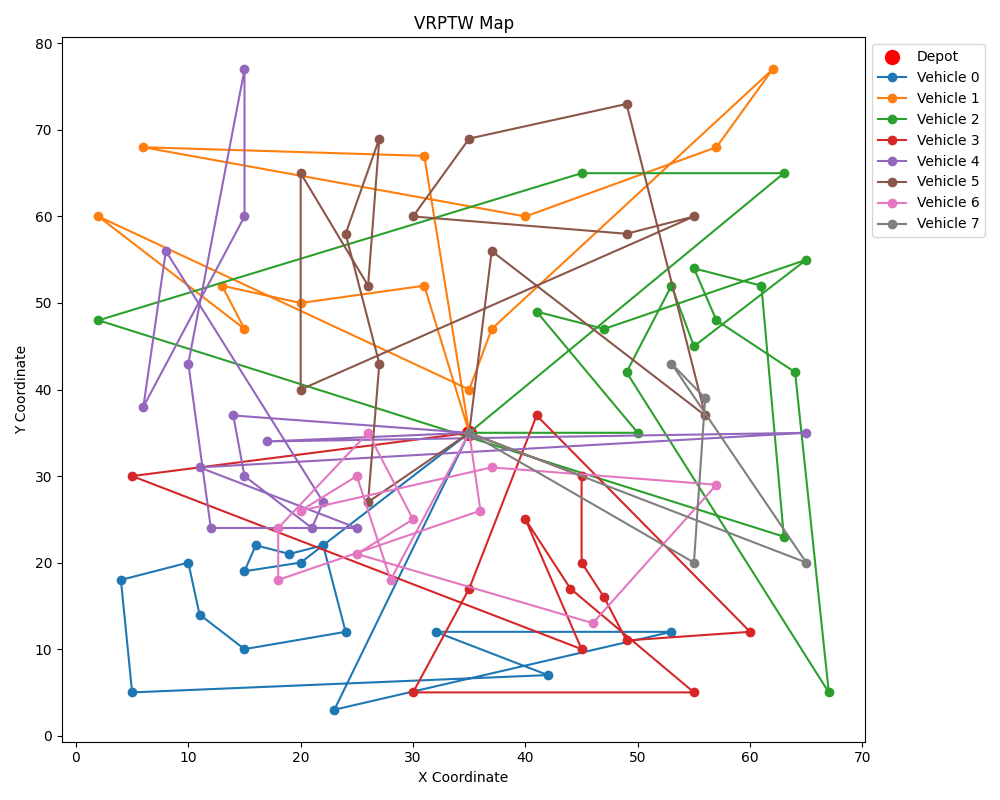 VRPTW Map
Depot
Vehicle 0
Vehicle 1
Vehicle 2
Vehicle 3
Vehicle 4
Vehicle 5
Vehicle 6
Vehicle 7
80
70
60
50
40
30
20
10
0
Y Coordinate
0 10 20 30 40 50 60 70
X Coordinate